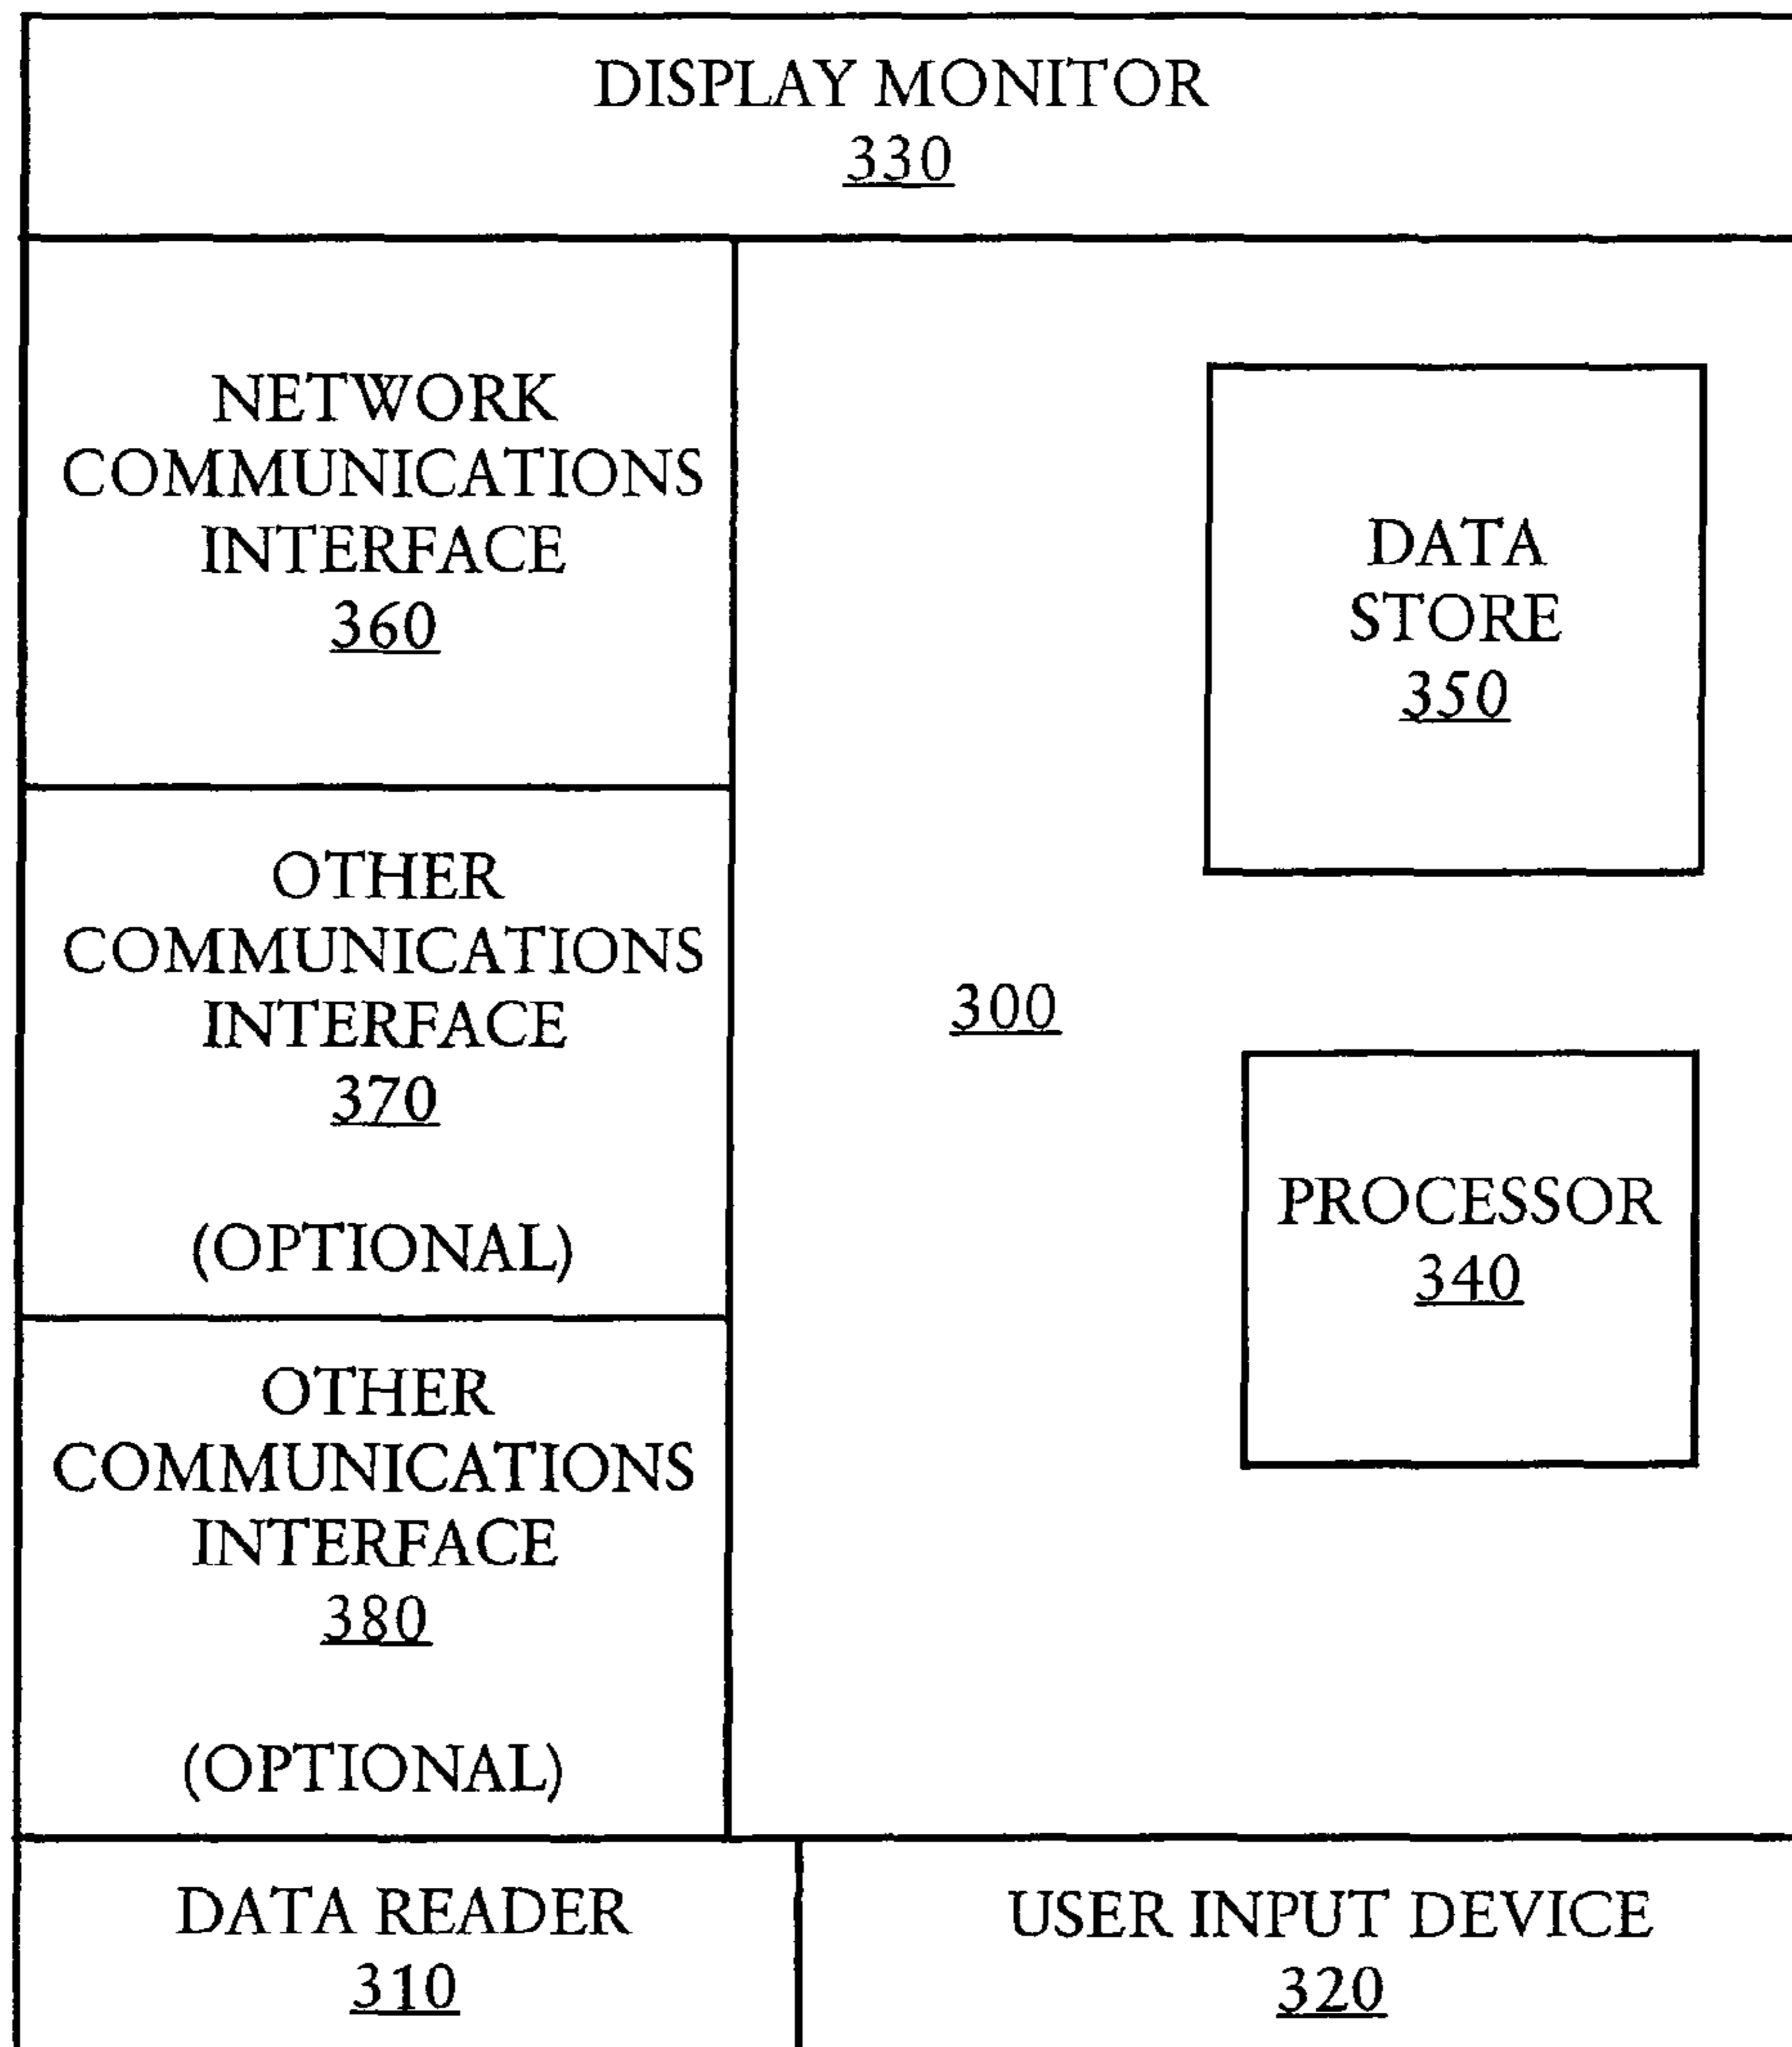 DISPLAY MONITOR
330
NETWORK
COMMUNICATIONS
INTERFACE
360
OTHER
COMMUNICATIONS
INTERFACE
370
(OPTIONAL)
OTHER
COMMUNICATIONS
INTERFACE
380
(OPTIONAL)
DATA
STORE
350
300
PROCESSOR
340
DATA READER
310
USER INPUT DEVICE
320